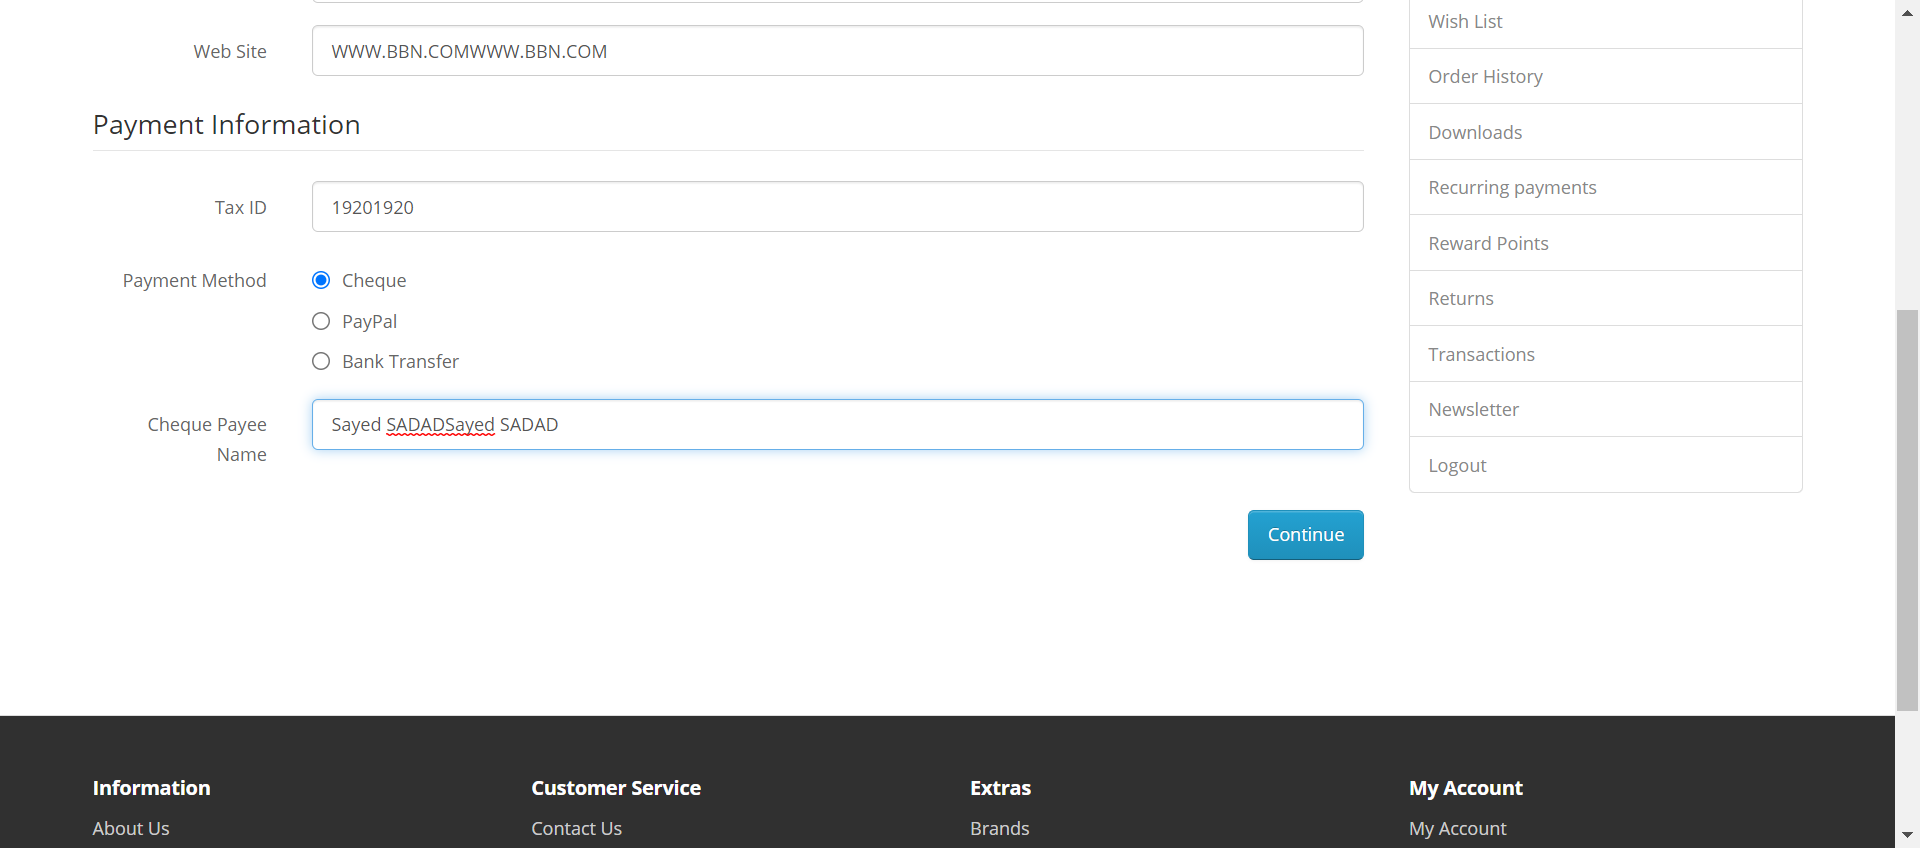 Web Site
WWW.BBN.COMWWW.BBN.COM
Payment Information
Tax ID
19201920
Payment Method
Cheque
PayPal
Bank Transfer
Cheque Payee
Name
Sayed SADADSayed SADAD
Continue
Wish List
Order History
Downloads
Recurring payments
Reward Points
Returns
Transactions
Newsletter
Logout
Information
About Us
Customer Service
Contact Us
Extras
Brands
My Account
My Account